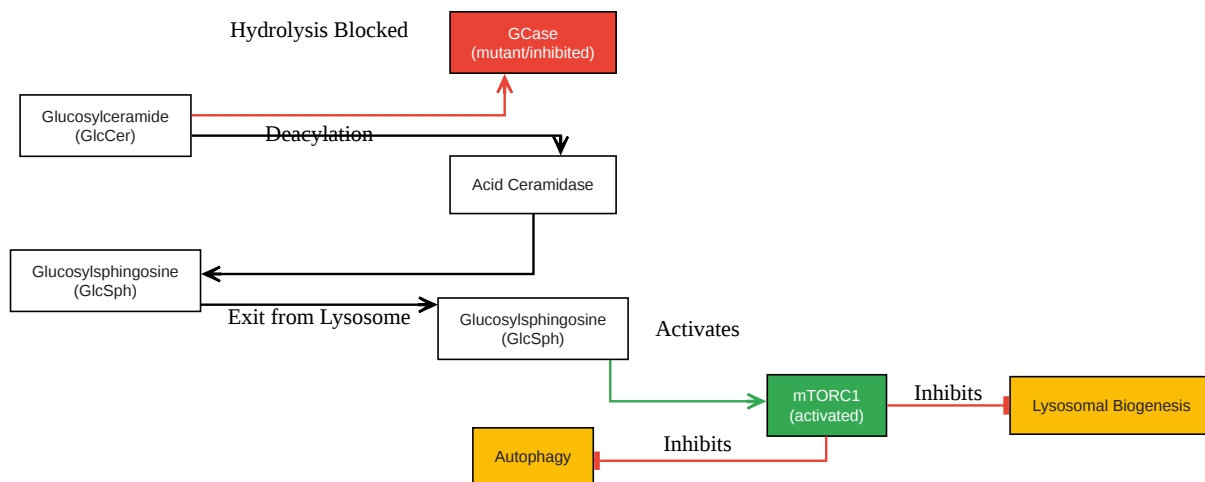 Hydrolysis Blocked
GCase
(mutant/inhibited)
Glucosylceramide
(GlcCer)
Deacylation
Acid Ceramidase
Glucosylsphingosine
(GlcSph)
Exit from Lysosome
Glucosylsphingosine
(GlcSph)
Activates
mTORC1
(activated)
Inhibits
Lysosomal Biogenesis
Inhibits
Autophagy